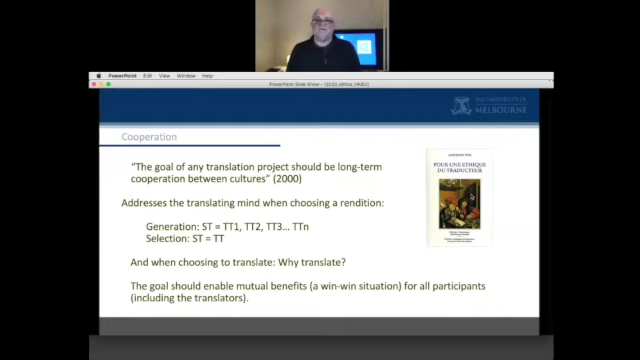 PowerPoint File Edit View Window Help
PowerPoint Slide Show - [2020_ethics_HKBU]
THE UNIVERSITY OF
MELBOURNE
Cooperation
"The goal of any translation project should be long-term
cooperation between cultures" (2000)
Addresses the translating mind when choosing a rendition:
Generation: ST = TT1, TT2, TT3... TTn
Selection: ST = TT
And when choosing to translate: Why translate?
The goal should enable mutual benefits (a win-win situation) for all participants
(including the translators).
POUR UNE ETHIQUE
DU TRADUCTEUR